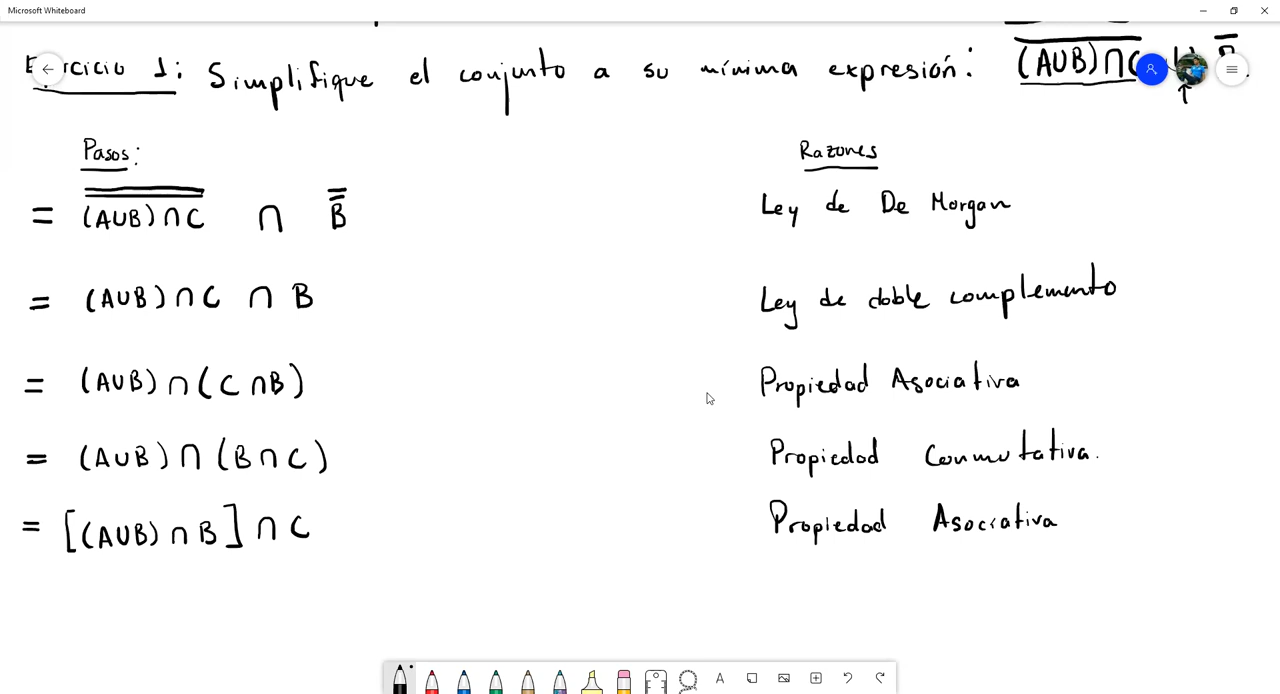 Microsoft Whiteboard
Ejercicio 1: Simplifique el conjunto a su mínima expresión: (A∪B)∩C
Pasos: Razones
= (A∪B)∩C ∩ B Ley de De Morgan
= (A∪B)∩C ∩ B Ley de doble complemento
= (A∪B)∩(C∩B) Propiedad Asociativa
= (A∪B)∩(B∩C) Propiedad Conmutativa.
= [(A∪B)∩B]∩C Propiedad Asociativa